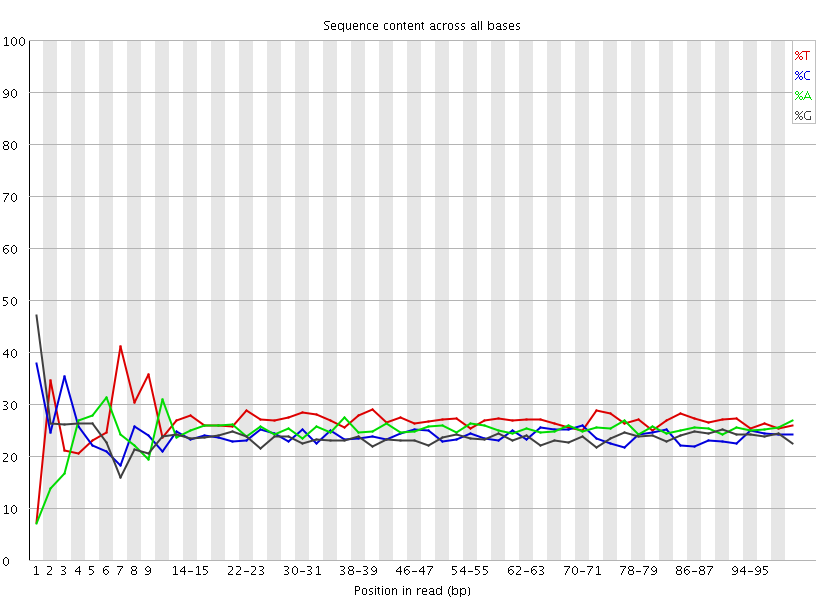 Sequence content across all bases
100
90
80
70
60
50
40
30
20
10
0
%T
%C
%A
%G
1 2 3 4 5 6 7 8 9 14-15 22-23 30-31 38-39 46-47 54-55 62-63 70-71 78-79 86-87 94-95
Position in read (bp)